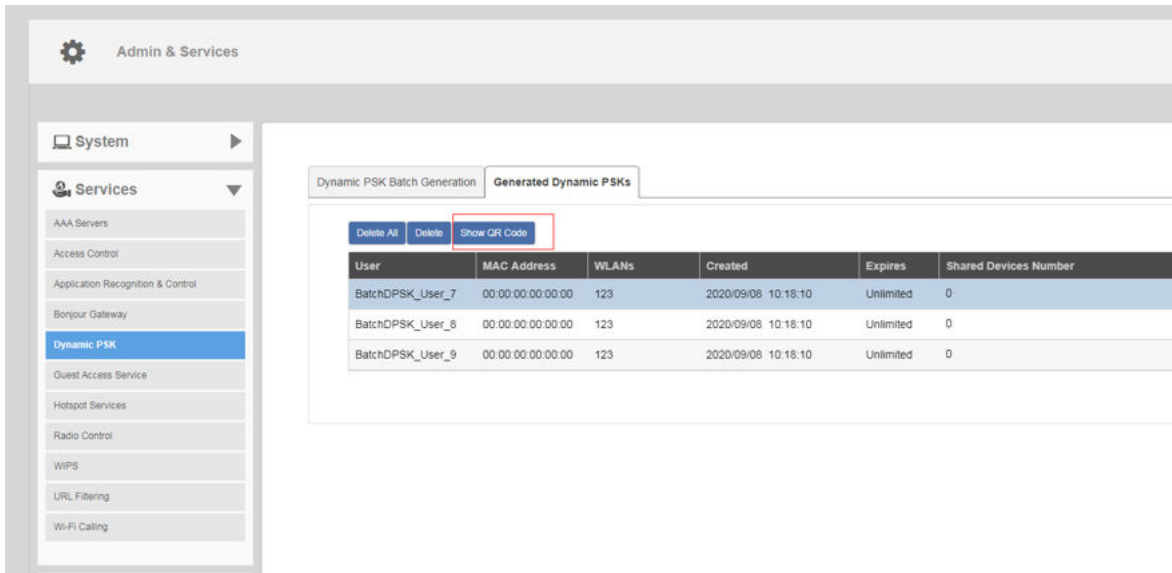 Admin & Services
System
Services
AAA Servers
Access Control
Application Recognition & Control
Bonjour Gateway
Dynamic PSK
Guest Access Service
Hotspot Services
Radio Control
WIPS
URL Filtering
Wi-Fi Calling
Dynamic PSK Batch Generation Generated Dynamic PSKs
Delete All Delete Show QR Code
User MAC Address WLANs Created Expires Shared Devices Number
BatchDPSK_User_7 00:00:00:00:00:00 123 2020/09/08 10:18:10 Unlimited 0
BatchDPSK_User_8 00:00:00:00:00:00 123 2020/09/08 10:18:10 Unlimited 0
BatchDPSK_User_9 00:00:00:00:00:00 123 2020/09/08 10:18:10 Unlimited 0